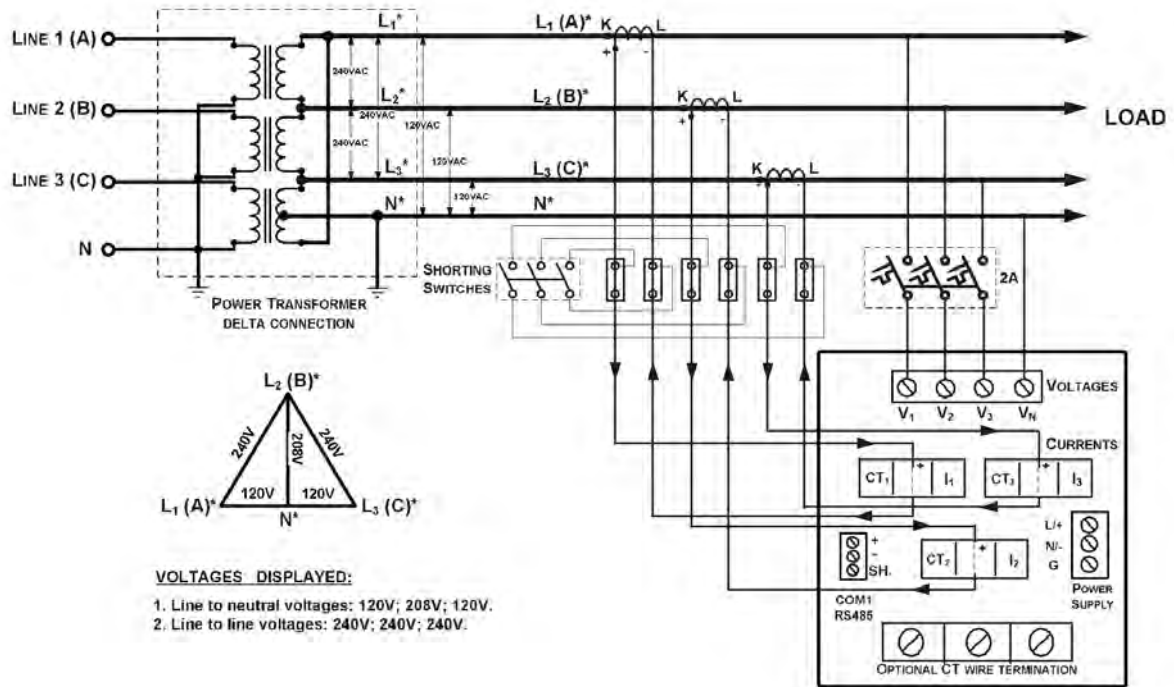 LINE 1 (A)
LINE 2 (B)
LINE 3 (C)
N
L1*
L2*
L3*
N*
240VAC
240VAC
240VAC
120VAC
120VAC
120VAC
L1 (A)*
L2 (B)*
L3 (C)*
N*
K L
+ -
K L
+ -
K L
LOAD
POWER TRANSFORMER
DELTA CONNECTION
SHORTING
SWITCHES
2A
VOLTAGES
V1 V2 V3 VN
CURRENTS
CT1 + I1
CT3 + I3
CT2 + I2
+
-
SH.
COM1
RS485
L/+
N/-
G
POWER
SUPPLY
OPTIONAL CT WIRE TERMINATION
L2 (B)*
240V
208V
240V
L1 (A)*
120V
120V
L3 (C)*
N*
VOLTAGES DISPLAYED:
1. Line to neutral voltages: 120V; 208V; 120V.
2. Line to line voltages: 240V; 240V; 240V.